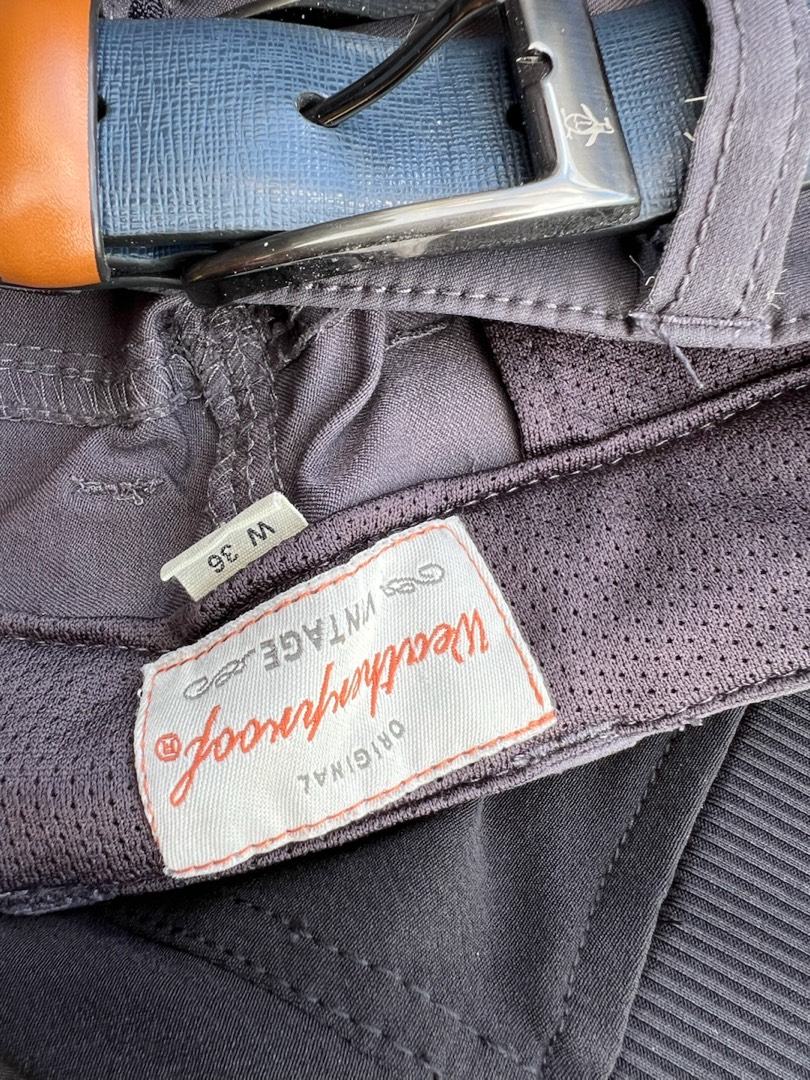 W 36
ORIGINAL
Weatherproof®
VINTAGE